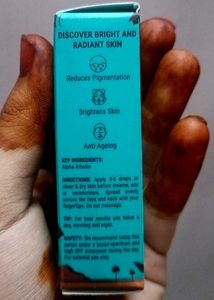 DISCOVER BRIGHT AND
RADIANT SKIN
Reduces Pigmentation
Brightens Skin
Anti-Ageing
KEY INGREDIENTS:
Alpha Arbutin
DIRECTIONS: Apply 3-5 drops to
clean & dry skin before creams, oils
or moisturizers. Spread evenly
across the face and neck with your
fingertips. Do not massage.
TIP: For best results use twice a
day morning and night.
SAFETY: We recommend using this
serum under a broad-spectrum and
high SPF sunscreen during the day.
For external use only.